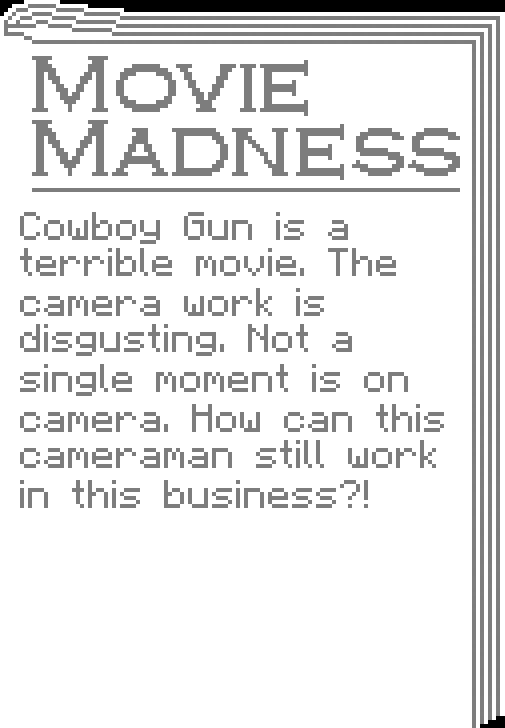 Movie
Madness
Cowboy Gun is a
terrible movie. The
camera work is
disgusting. Not a
single moment is on
camera. How can this
cameraman still work
in this business?!